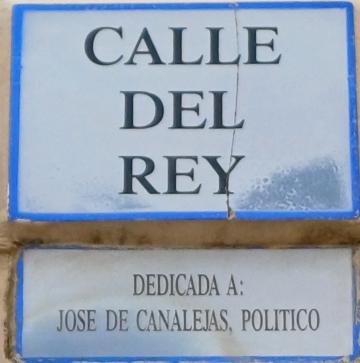 CALLE
DEL
REY
DEDICADA A:
JOSE DE CANALEJAS, POLITICO